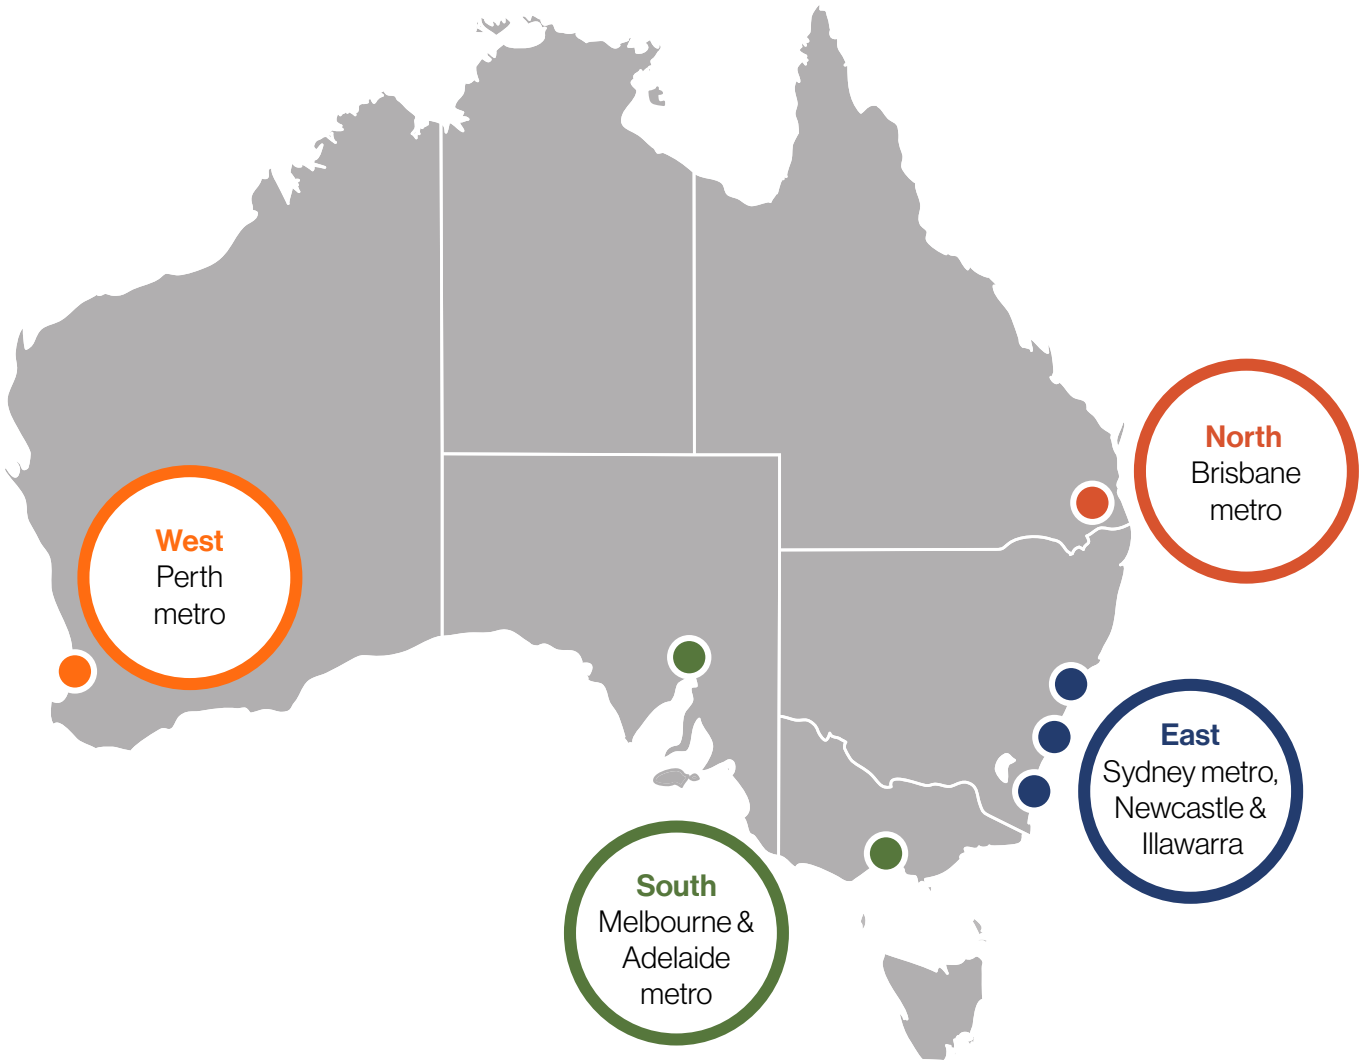 North
Brisbane
metro
West
Perth
metro
East
Sydney metro,
Newcastle &
Illawarra
South
Melbourne &
Adelaide
metro